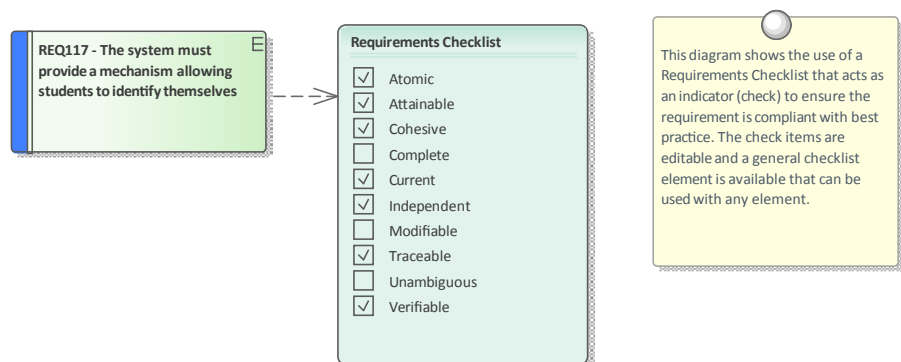 REQ117 - The system must
provide a mechanism allowing
students to identify themselves
E
Requirements Checklist
Atomic
Attainable
Cohesive
Complete
Current
Independent
Modifiable
Traceable
Unambiguous
Verifiable
This diagram shows the use of a
Requirements Checklist that acts as
an indicator (check) to ensure the
requirement is compliant with best
practice. The check items are
editable and a general checklist
element is available that can be
used with any element.